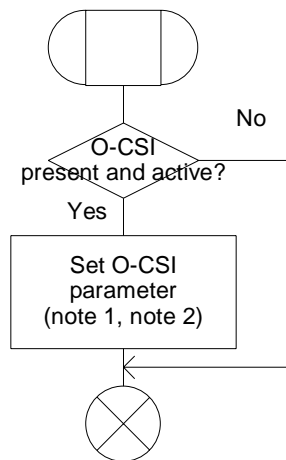 O-CSI
present and active?
No
Yes
Set O-CSI
parameter
(note 1, note 2)